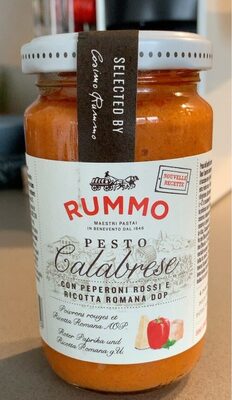 SELECTED BY
Cosimo Rummo
NOUVELLE
RECETTE
RUMMO
MAESTRI PASTAI
IN BENEVENTO DAL 1846
PESTO
Calabrese
CON PEPERONI ROSSI E
RICOTTA ROMANA DOP
Poivrons rouges et
Ricotta Romana AOP
Roter Paprika und
Ricotta Romana g.U.